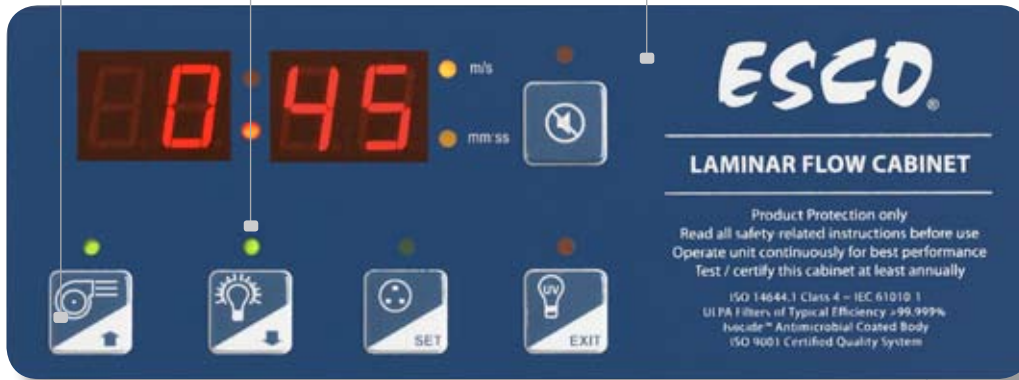 0 45
m/s
mm:ss
ESCO®
LAMINAR FLOW CABINET
Product Protection only
Read all safety-related instructions before use
Operate unit continuously for best performance
Test / certify this cabinet at least annually
ISO 14644.1 Class 4 – IEC 61010 1
ULPA Filters of Typical Efficiency >99.999%
Isocide™ Antimicrobial Coated Body
ISO 9001 Certified Quality System
SET
UV
EXIT